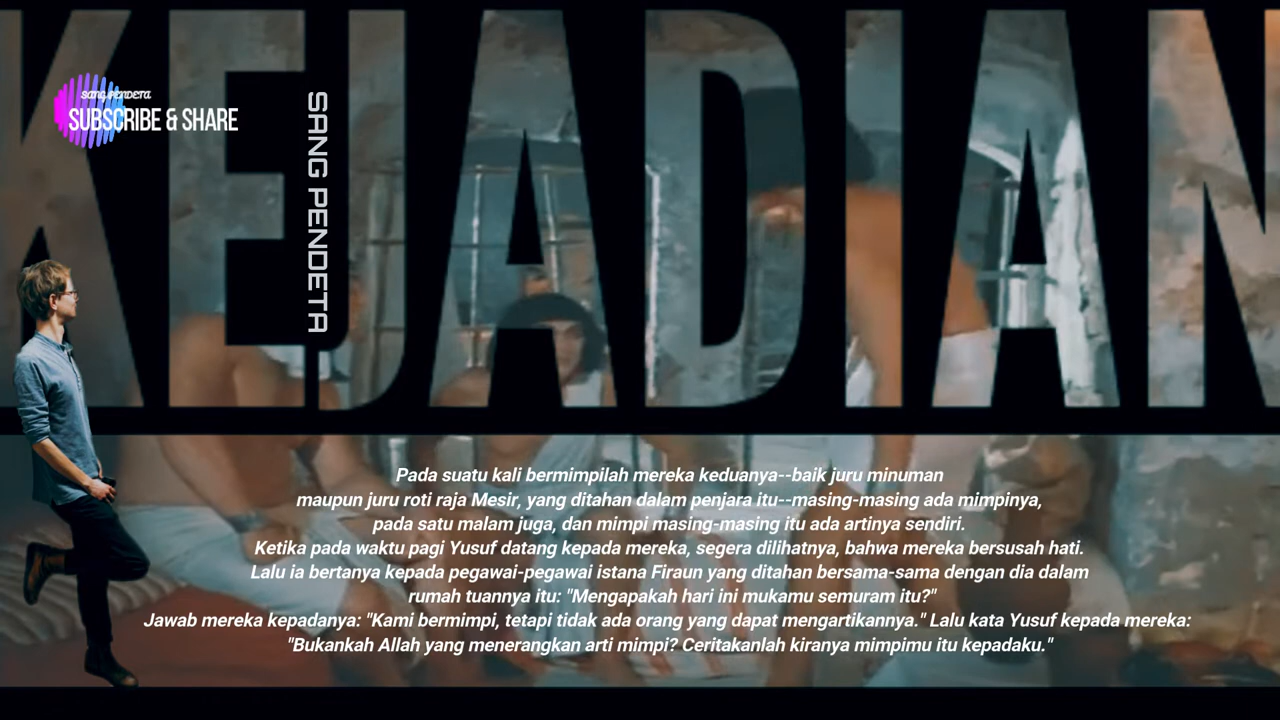 KEJADIAN
sang pendeta
SUBSCRIBE & SHARE
SANG PENDETA
Pada suatu kali bermimpilah mereka keduanya--baik juru minuman
maupun juru roti raja Mesir, yang ditahan dalam penjara itu--masing-masing ada mimpinya,
pada satu malam juga, dan mimpi masing-masing itu ada artinya sendiri.
Ketika pada waktu pagi Yusuf datang kepada mereka, segera dilihatnya, bahwa mereka bersusah hati.
Lalu ia bertanya kepada pegawai-pegawai istana Firaun yang ditahan bersama-sama dengan dia dalam
rumah tuannya itu: "Mengapakah hari ini mukamu semuram itu?"
Jawab mereka kepadanya: "Kami bermimpi, tetapi tidak ada orang yang dapat mengartikannya." Lalu kata Yusuf kepada mereka:
"Bukankah Allah yang menerangkan arti mimpi? Ceritakanlah kiranya mimpimu itu kepadaku."